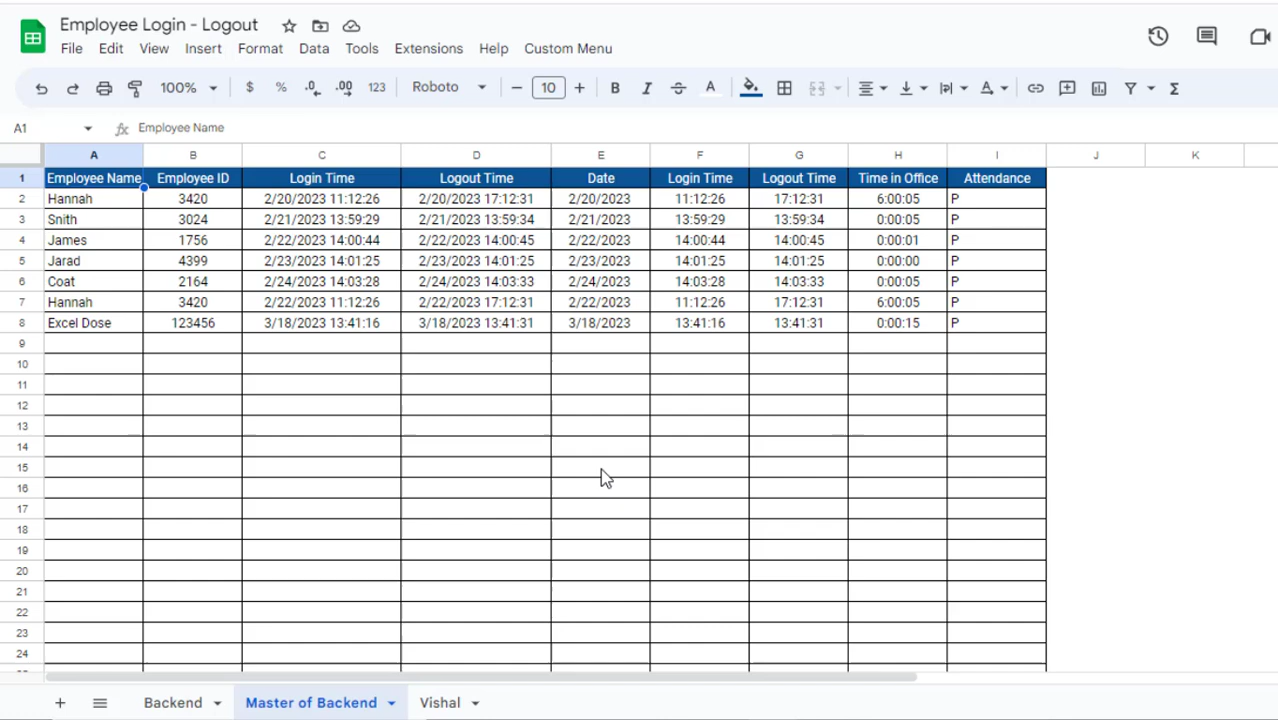 Employee Login - Logout
File Edit View Insert Format Data Tools Extensions Help Custom Menu
100% $ % .0 .00 123 Roboto 10 B I A
A1 fx Employee Name
A B C D E F G H I J K
1 Employee Name Employee ID Login Time Logout Time Date Login Time Logout Time Time in Office Attendance
2 Hannah 3420 2/20/2023 11:12:26 2/20/2023 17:12:31 2/20/2023 11:12:26 17:12:31 6:00:05 P
3 Snith 3024 2/21/2023 13:59:29 2/21/2023 13:59:34 2/21/2023 13:59:29 13:59:34 0:00:05 P
4 James 1756 2/22/2023 14:00:44 2/22/2023 14:00:45 2/22/2023 14:00:44 14:00:45 0:00:01 P
5 Jarad 4399 2/23/2023 14:01:25 2/23/2023 14:01:25 2/23/2023 14:01:25 14:01:25 0:00:00 P
6 Coat 2164 2/24/2023 14:03:28 2/24/2023 14:03:33 2/24/2023 14:03:28 14:03:33 0:00:05 P
7 Hannah 3420 2/22/2023 11:12:26 2/22/2023 17:12:31 2/22/2023 11:12:26 17:12:31 6:00:05 P
8 Excel Dose 123456 3/18/2023 13:41:16 3/18/2023 13:41:31 3/18/2023 13:41:16 13:41:31 0:00:15 P
9
10
11
12
13
14
15
16
17
18
19
20
21
22
23
24
Backend Master of Backend Vishal